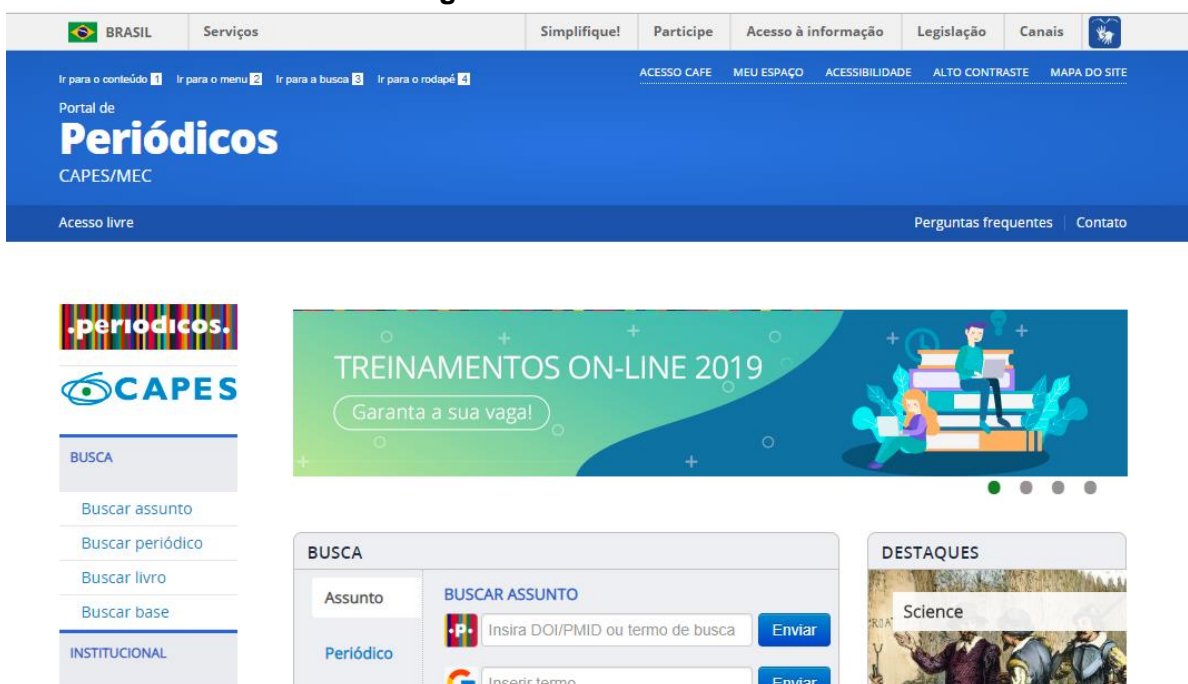 BRASIL Serviços Simplifique! Participe Acesso à informação Legislação Canais
Ir para o conteúdo 1 Ir para o menu 2 Ir para a busca 3 Ir para o rodapé 4 ACESSO CAFE MEU ESPAÇO ACESSIBILIDADE ALTO CONTRASTE MAPA DO SITE
Portal de
Periódicos
CAPES/MEC
Acesso livre Perguntas frequentes Contato
.periodicos.
CAPES
TREINAMENTOS ON-LINE 2019
Garanta a sua vaga!
BUSCA
Buscar assunto
Buscar periódico
Buscar livro
Buscar base
INSTITUCIONAL
BUSCA
Assunto
Periódico
BUSCAR ASSUNTO
.P. Insira DOI/PMID ou termo de busca Enviar
G Inserir termo Enviar
DESTAQUES
Science